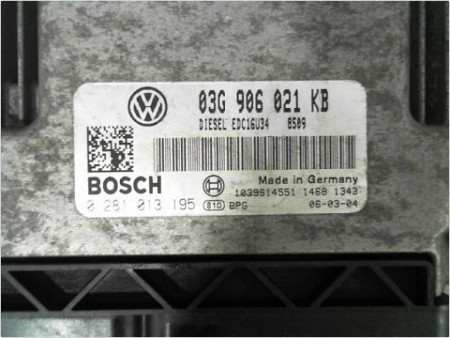 03G 906 021 KB
DIESEL EDC16U34 8509
BOSCH
Made in Germany
1039S14551 1468 1343
0 281 013 195 810 BPG 06-03-04